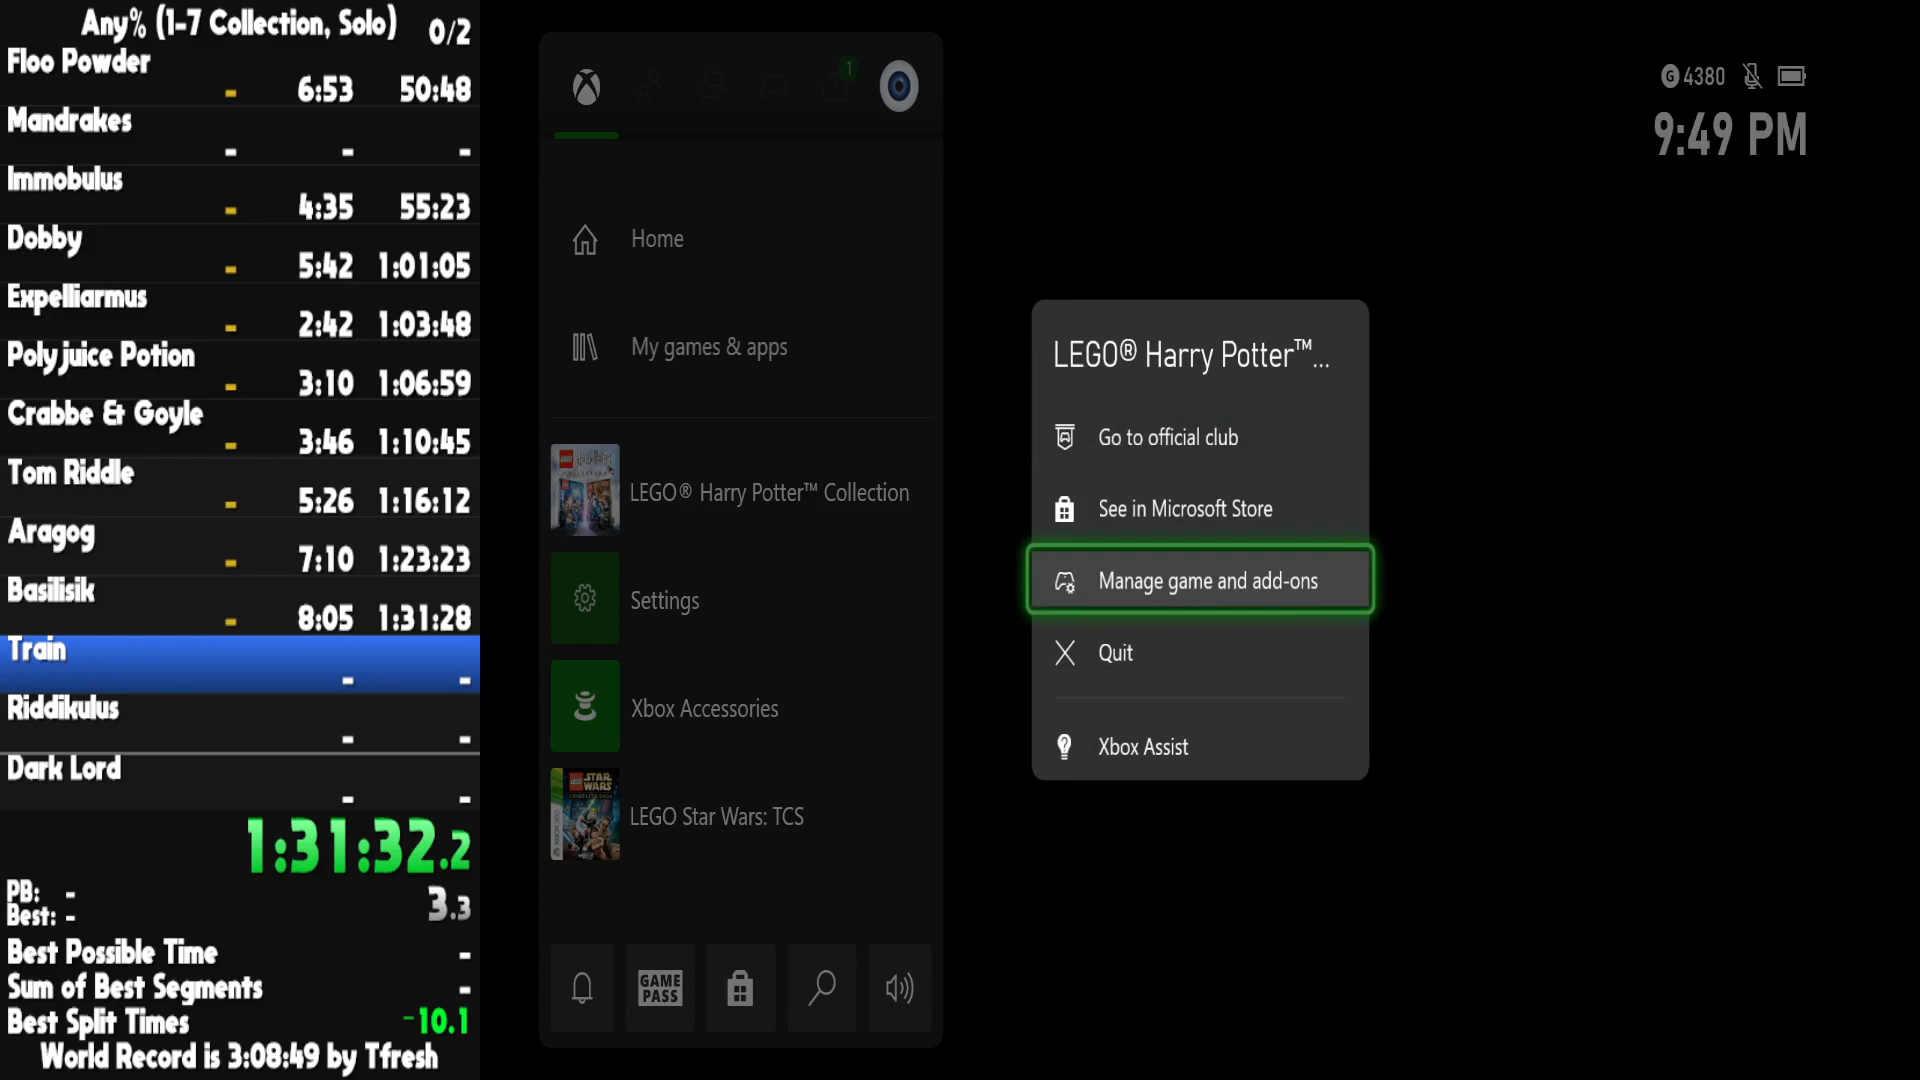 Any% (1-7 Collection, Solo) 0/2
Floo Powder
- 6:53 50:48
Mandrakes
- - -
Immobulus
- 4:35 55:23
Dobby
- 5:42 1:01:05
Expelliarmus
- 2:42 1:03:48
Polyjuice Potion
- 3:10 1:06:59
Crabbe & Goyle
- 3:46 1:10:45
Tom Riddle
- 5:26 1:16:12
Aragog
- 7:10 1:23:23
Basilisik
- 8:05 1:31:28
Train
- -
Riddikulus
- -
Dark Lord
- -
1:31:32.2
PB: -
Best: -
3.3
Best Possible Time -
Sum of Best Segments -
Best Split Times -10.1
World Record is 3:08:49 by Tfresh
1
Home
My games & apps
LEGO® Harry Potter™ Collection
Settings
Xbox Accessories
LEGO Star Wars: TCS
GAME
PASS
LEGO® Harry Potter™...
Go to official club
See in Microsoft Store
Manage game and add-ons
Quit
Xbox Assist
G 4380
9:49 PM